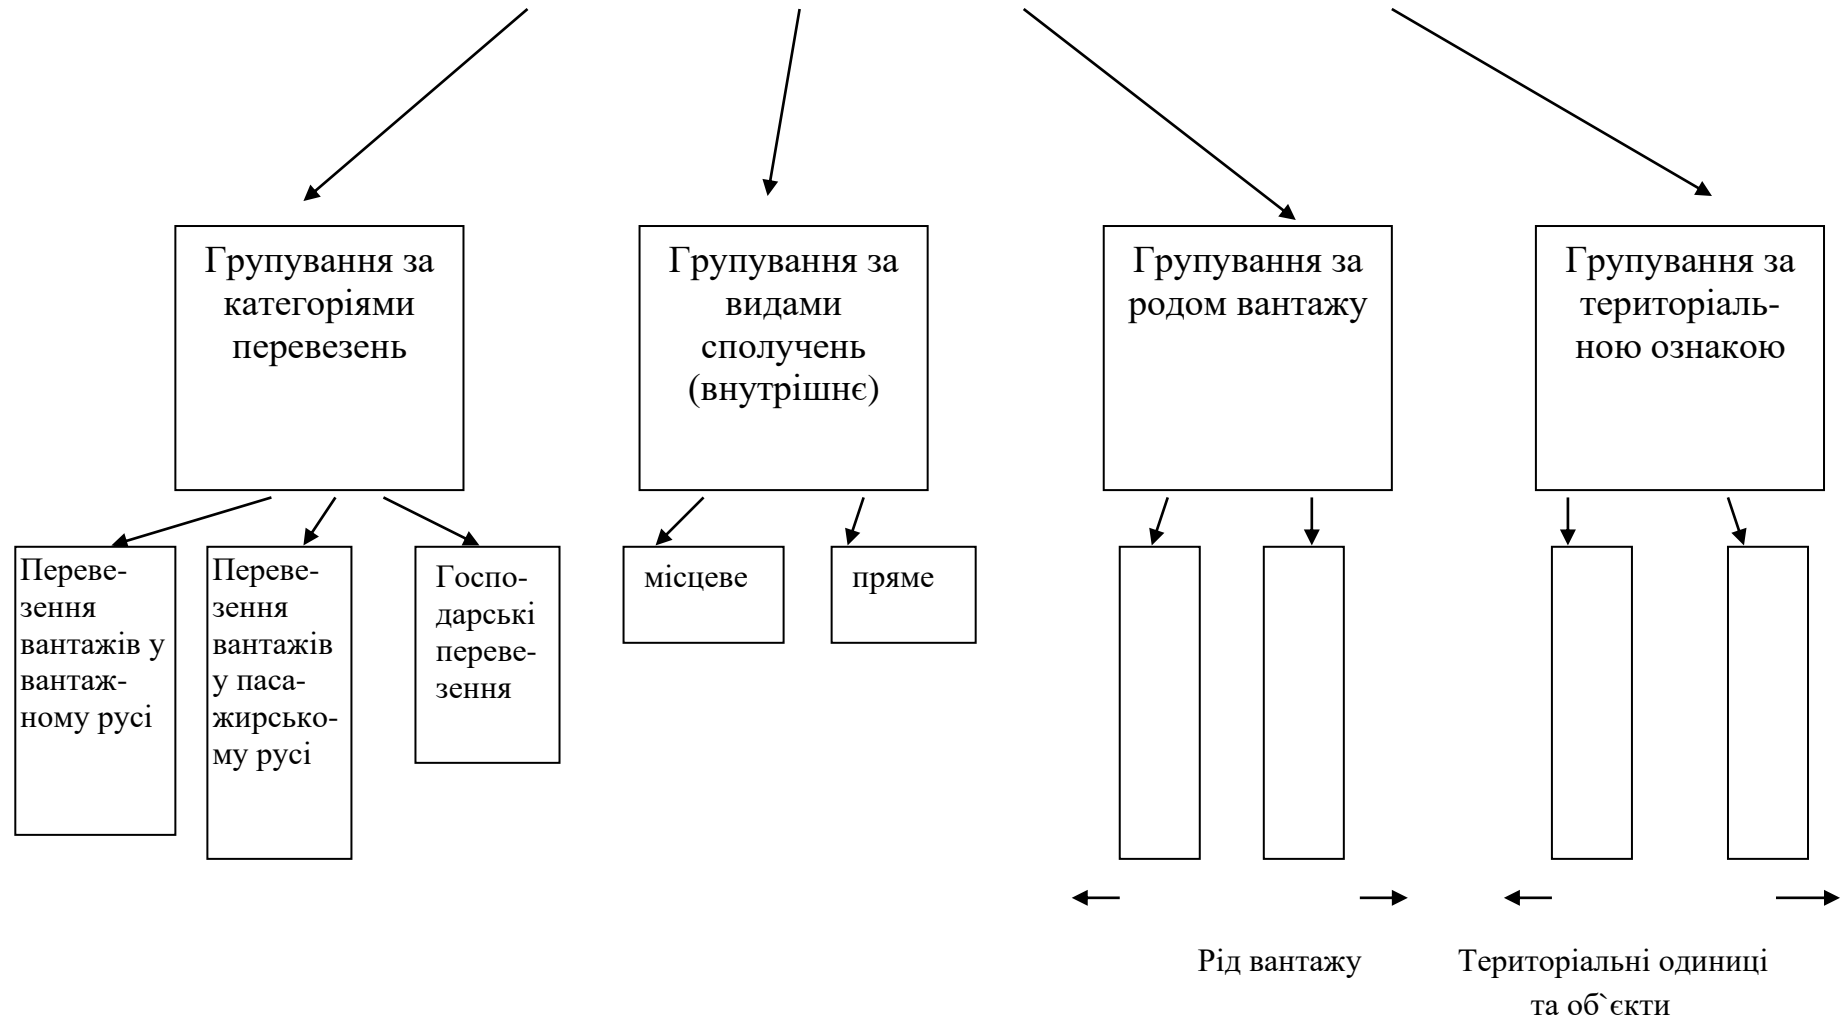 Групування за
категоріями
перевезень
Групування за
видами
сполучень
(внутрішнє)
Групування за
родом вантажу
Групування за
територіаль-
ною ознакою
Переве-
зення
вантажів у
вантаж-
ному русі
Переве-
зення
вантажів
у паса-
жирсько-
му русі
Госпо-
дарські
переве-
зення
місцеве
пряме
Рід вантажу
Територіальні одиниці
та об`єкти